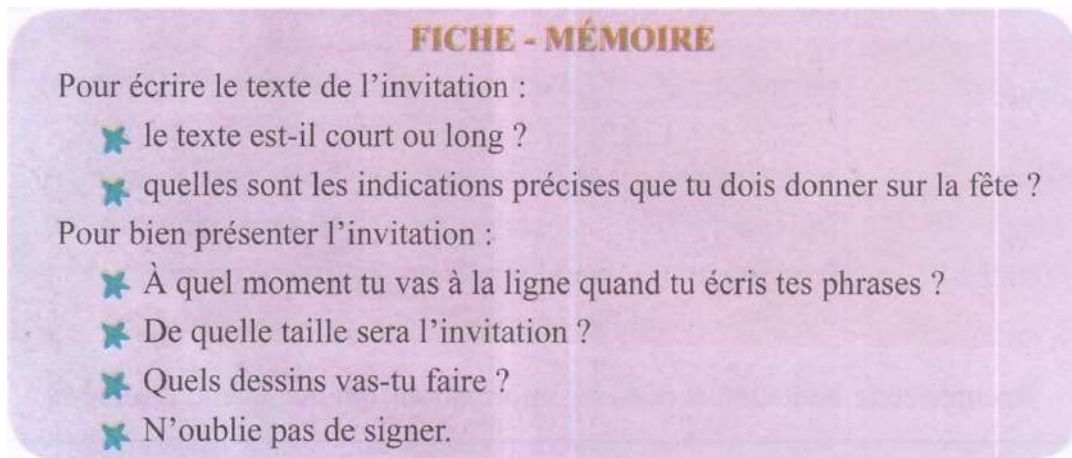 FICHE - MÉMOIRE
Pour écrire le texte de l'invitation :
le texte est-il court ou long ?
quelles sont les indications précises que tu dois donner sur la fête ?
Pour bien présenter l'invitation :
À quel moment tu vas à la ligne quand tu écris tes phrases ?
De quelle taille sera l'invitation ?
Quels dessins vas-tu faire ?
N'oublie pas de signer.